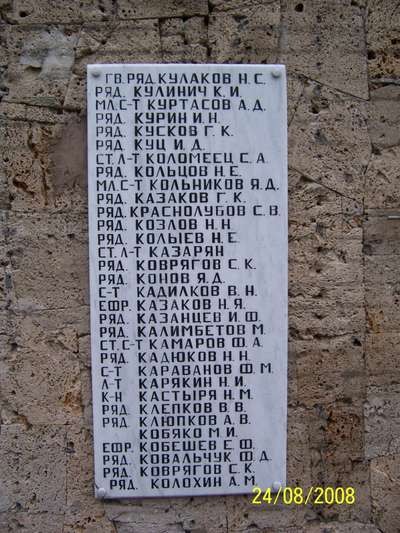 ГВ.РЯД КУЛАКОВ Н.С.
РЯД. КУЛИНИЧ К.И.
МЛ.С-Т КУРТАСОВ А.Д.
РЯД. КУРИН И.Н.
РЯД. КУСКОВ Г.К.
РЯД. КУЦ И.Д.
СТ.Л-Т КОЛОМЕЕЦ С.А.
РЯД. КОЛЬЦОВ Н.Е.
МЛ.С-Т КОЛЬНИКОВ Я.Д.
РЯД. КАЗАКОВ Г.К.
РЯД. КРАСНОЛУБОВ С.В.
РЯД. КОЗЛОВ Н.Н.
РЯД. КОЛЫЕВ Н.Е.
СТ.Л-Т КАЗАРЯН
РЯД. КОВРЯГОВ С.К.
РЯД. КОНОВ Я.Д.
С-Т КАДИЛКОВ В.Н.
ЕФР. КАЗАКОВ Н.Я.
РЯД. КАЗАНЦЕВ И.Ф.
РЯД. КАЛИМБЕТОВ М.
СТ.С-Т КАМАРОВ Ф.А.
РЯД. КАДЮКОВ Н.Н.
С-Т КАРАВАНОВ Ф.М.
Л-Т КАРЯКИН Н.И.
К-Н КАСТЫРЯ Н.М.
РЯД. КЛЕПКОВ В.В.
РЯД. КЛЮПКОВ А.В.
КОБЯКО М.И.
ЕФР. КОБЕШЕВ Е.Ф.
РЯД. КОВАЛЬЧУК Ф.Д.
РЯД. КОВРЯГОВ С.К.
РЯД. КОЛОХИН А.М.
24/08/2008